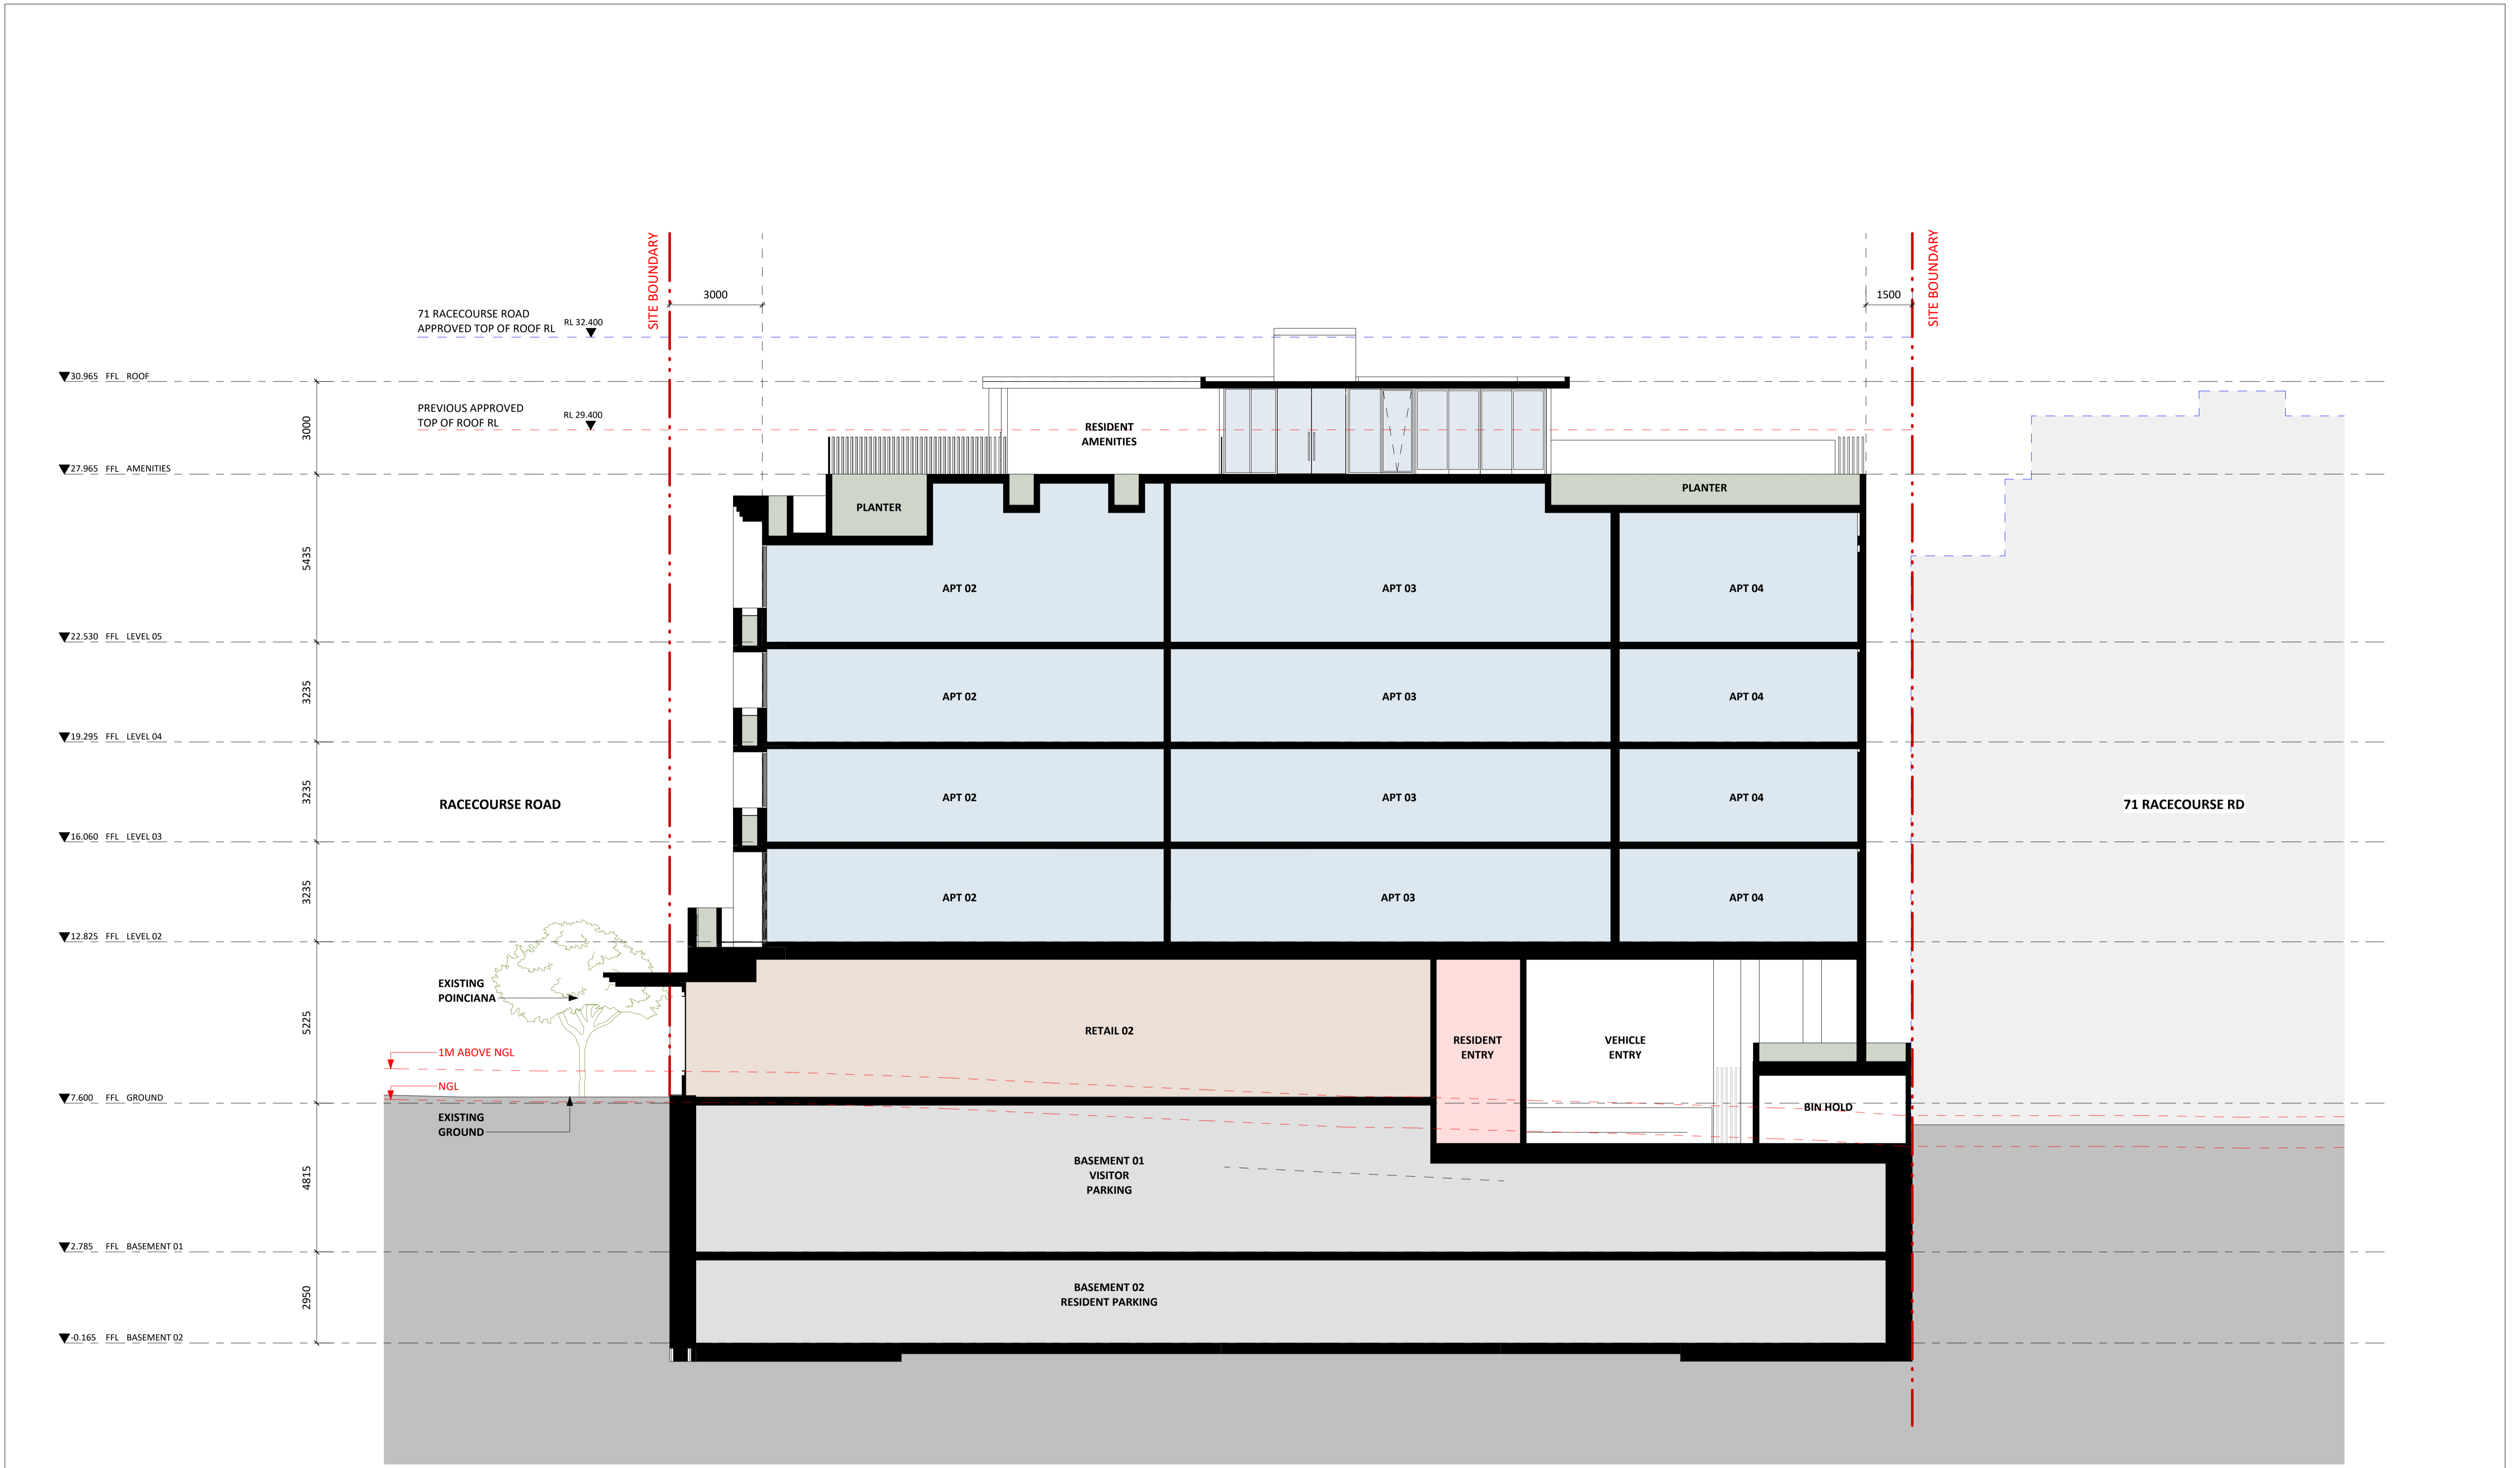 SITE BOUNDARY
SITE BOUNDARY
3000
1500
71 RACECOURSE ROAD
APPROVED TOP OF ROOF RL
RL 32.400
30.965 FFL ROOF
PREVIOUS APPROVED
TOP OF ROOF RL
RL 29.400
3000
RESIDENT
AMENITIES
27.965 FFL AMENITIES
PLANTER
PLANTER
5435
APT 02
APT 03
APT 04
22.530 FFL LEVEL 05
3235
APT 02
APT 03
APT 04
19.295 FFL LEVEL 04
3235
APT 02
APT 03
APT 04
RACECOURSE ROAD
71 RACECOURSE RD
16.060 FFL LEVEL 03
3235
APT 02
APT 03
APT 04
12.825 FFL LEVEL 02
EXISTING
POINCIANA
5225
RETAIL 02
RESIDENT
ENTRY
VEHICLE
ENTRY
1M ABOVE NGL
NGL
7.600 FFL GROUND
BIN HOLD
EXISTING
GROUND
4815
BASEMENT 01
VISITOR
PARKING
2.785 FFL BASEMENT 01
2950
BASEMENT 02
RESIDENT PARKING
-0.165 FFL BASEMENT 02